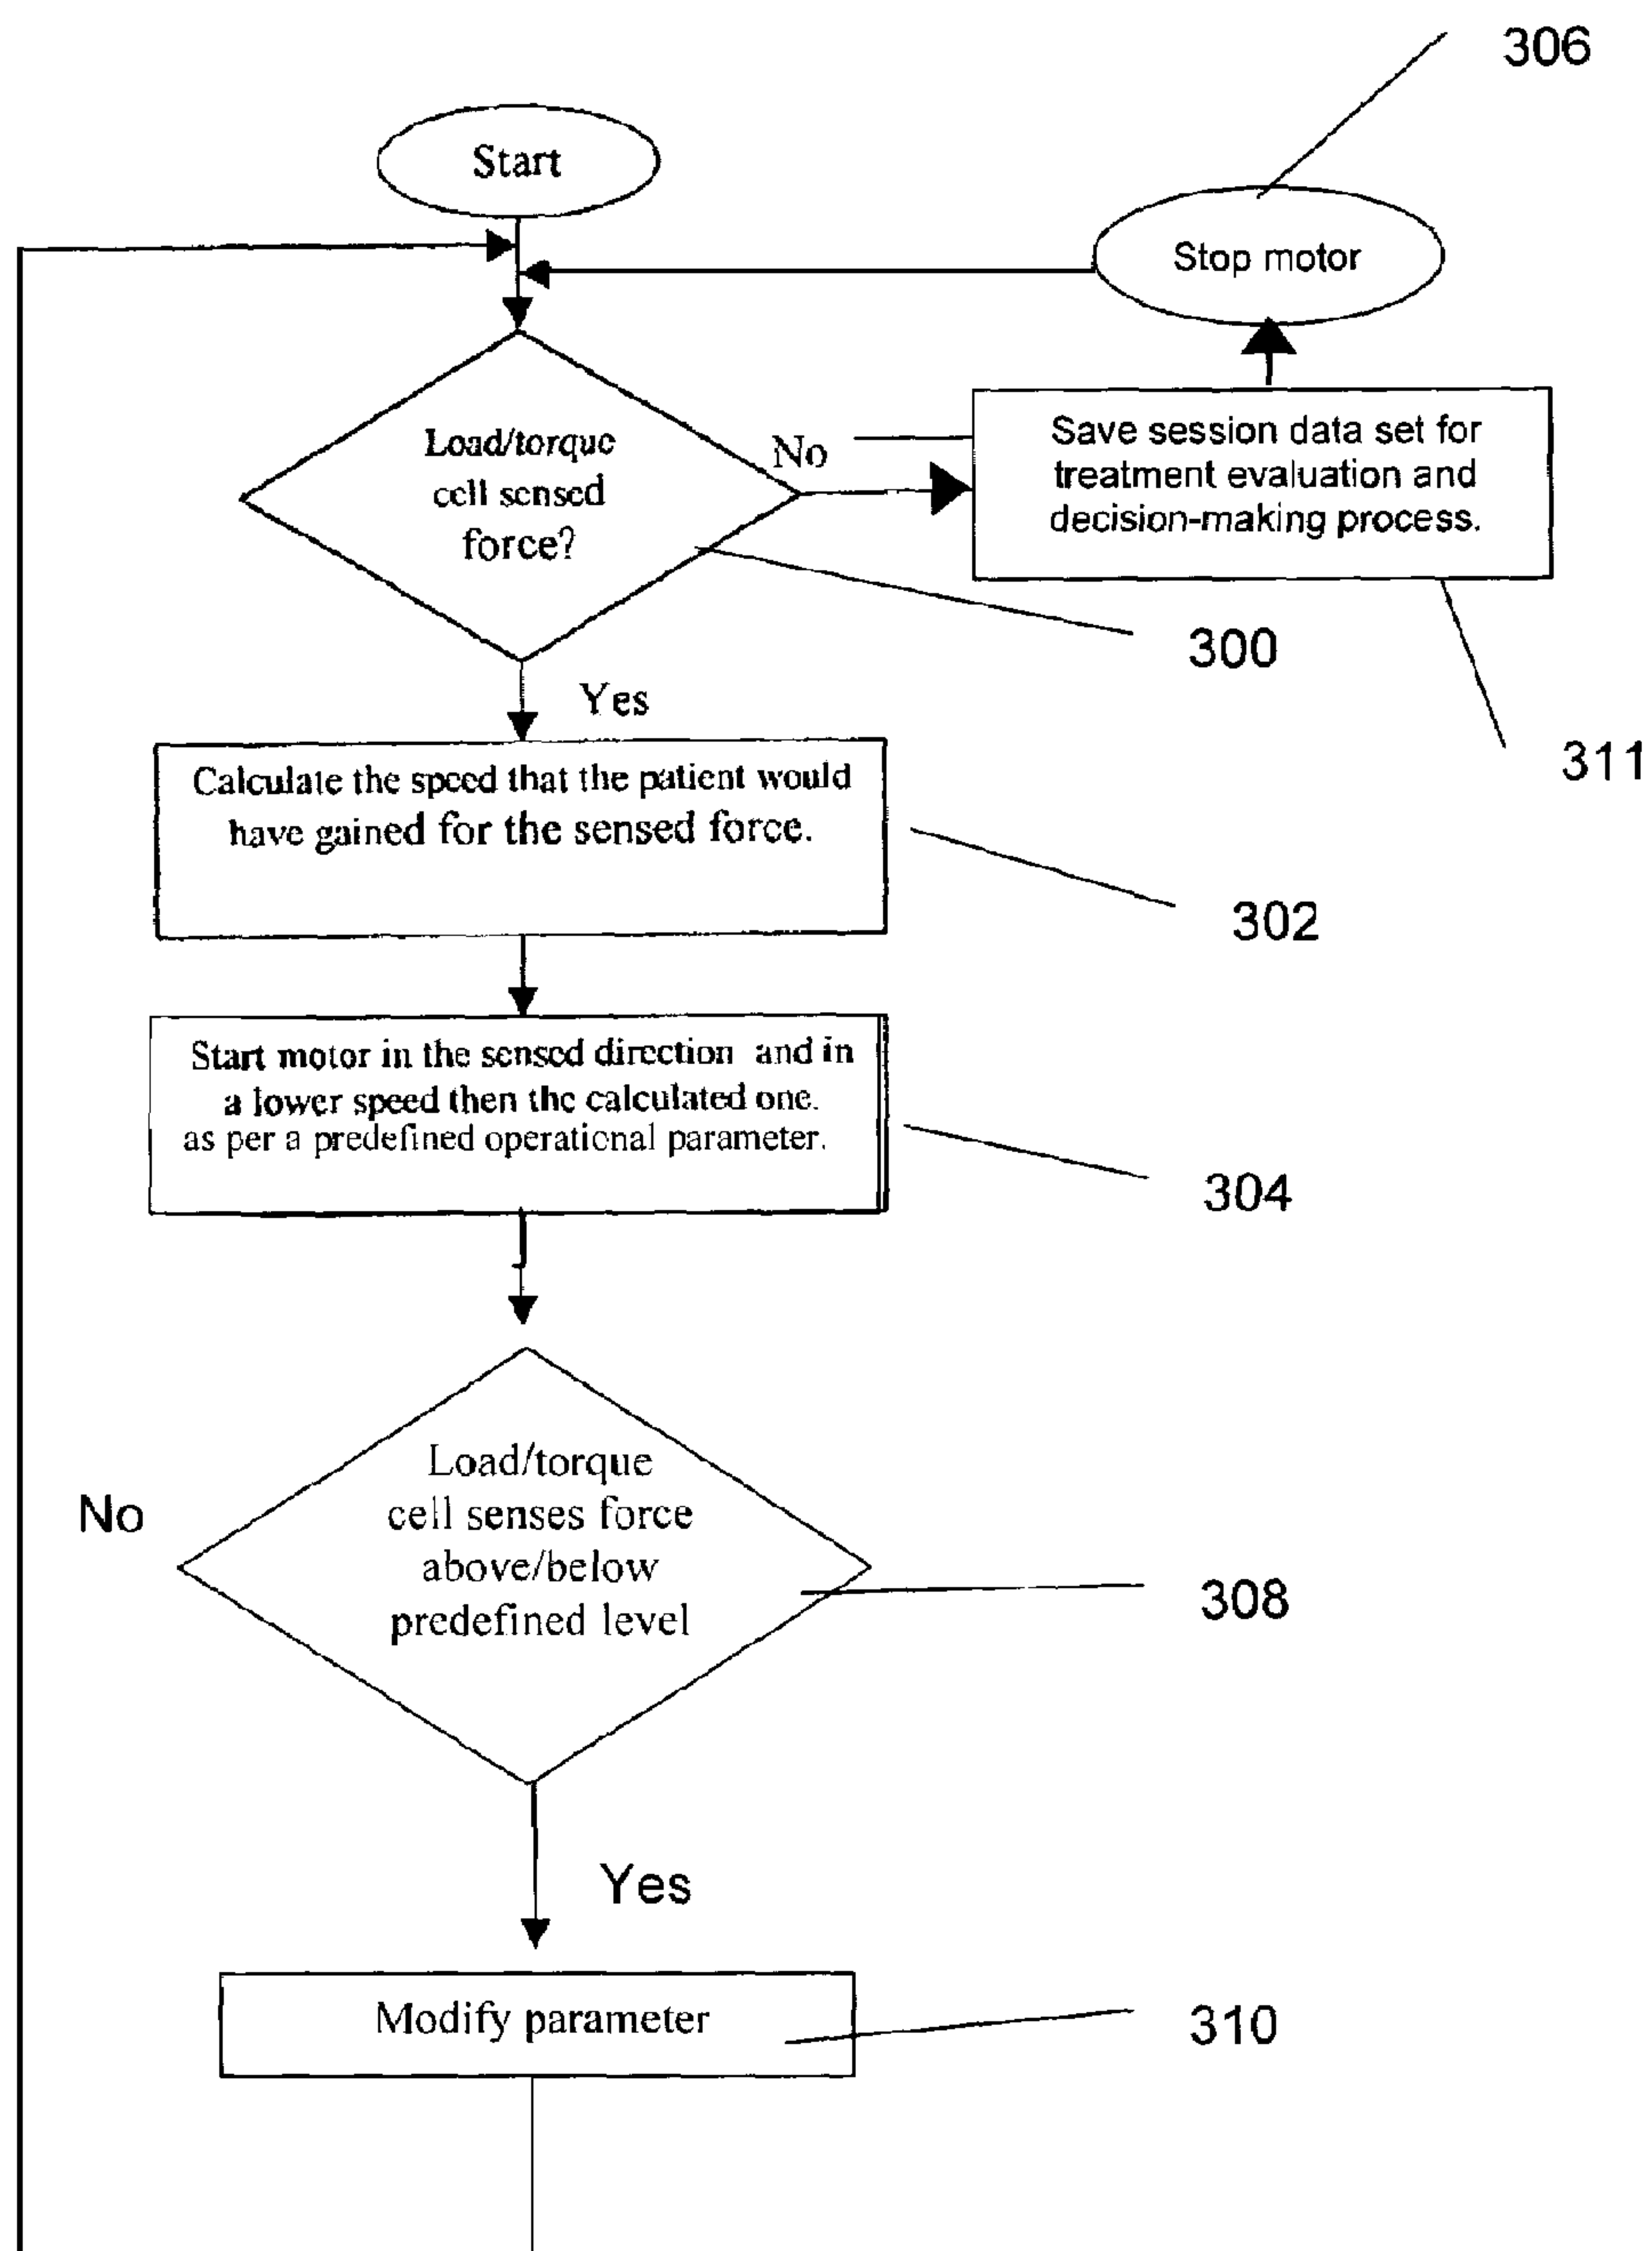 306
Start
Stop motor
Load/torque
cell sensed
force?
No
Save session data set for
treatment evaluation and
decision-making process.
300
311
Yes
Calculate the speed that the patient would
have gained for the sensed force.
302
Start motor in the sensed direction and in
a lower speed then the calculated one.
as per a predefined operational parameter.
304
Load/torque
cell senses force
above/below
predefined level
No
308
Yes
Modify parameter
310